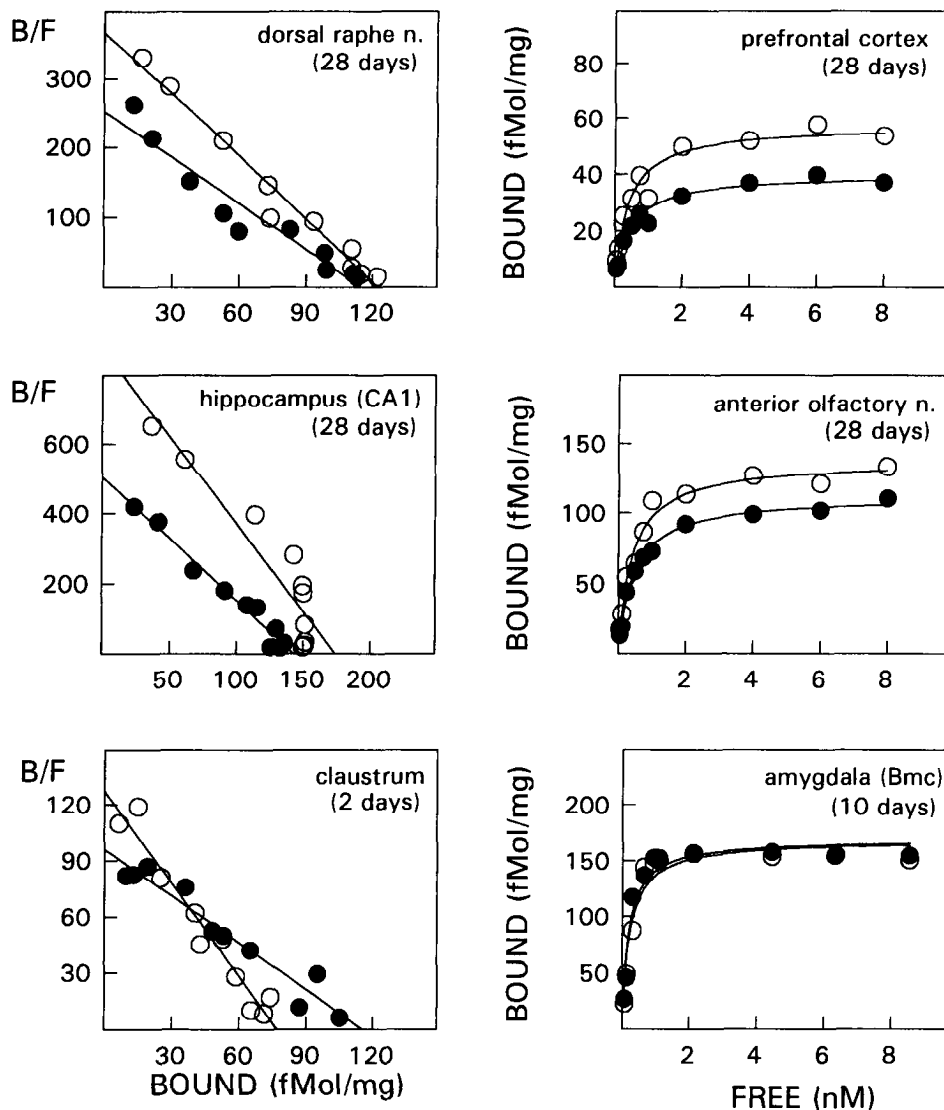 B/F
dorsal raphe n.
(28 days)
300
200
100
30 60 90 120
BOUND (fMol/mg)
prefrontal cortex
(28 days)
80
60
40
20
2 4 6 8
B/F
hippocampus (CA1)
(28 days)
600
400
200
50 100 150 200
BOUND (fMol/mg)
anterior olfactory n.
(28 days)
150
100
50
2 4 6 8
B/F
claustrum
(2 days)
120
90
60
30
30 60 90 120
BOUND (fMol/mg)
BOUND (fMol/mg)
amygdala (Bmc)
(10 days)
200
150
100
50
2 4 6 8
FREE (nM)